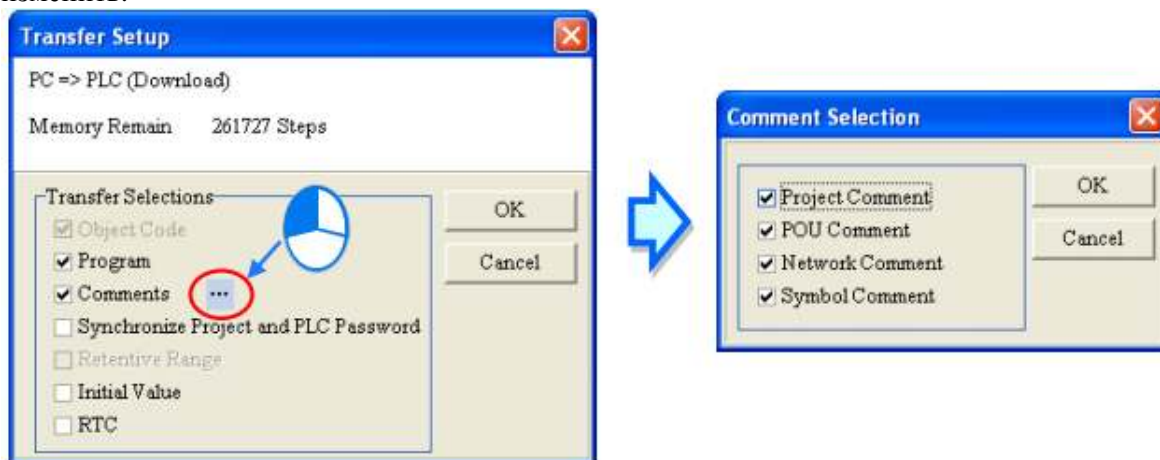 Transfer Setup
PC => PLC (Download)
Memory Remain 261727 Steps
Transfer Selections
Object Code
Program
Comments ...
Synchronize Project and PLC Password
Retentive Range
Initial Value
RTC
OK
Cancel
Comment Selection
Project Comment
POU Comment
Network Comment
Symbol Comment
OK
Cancel